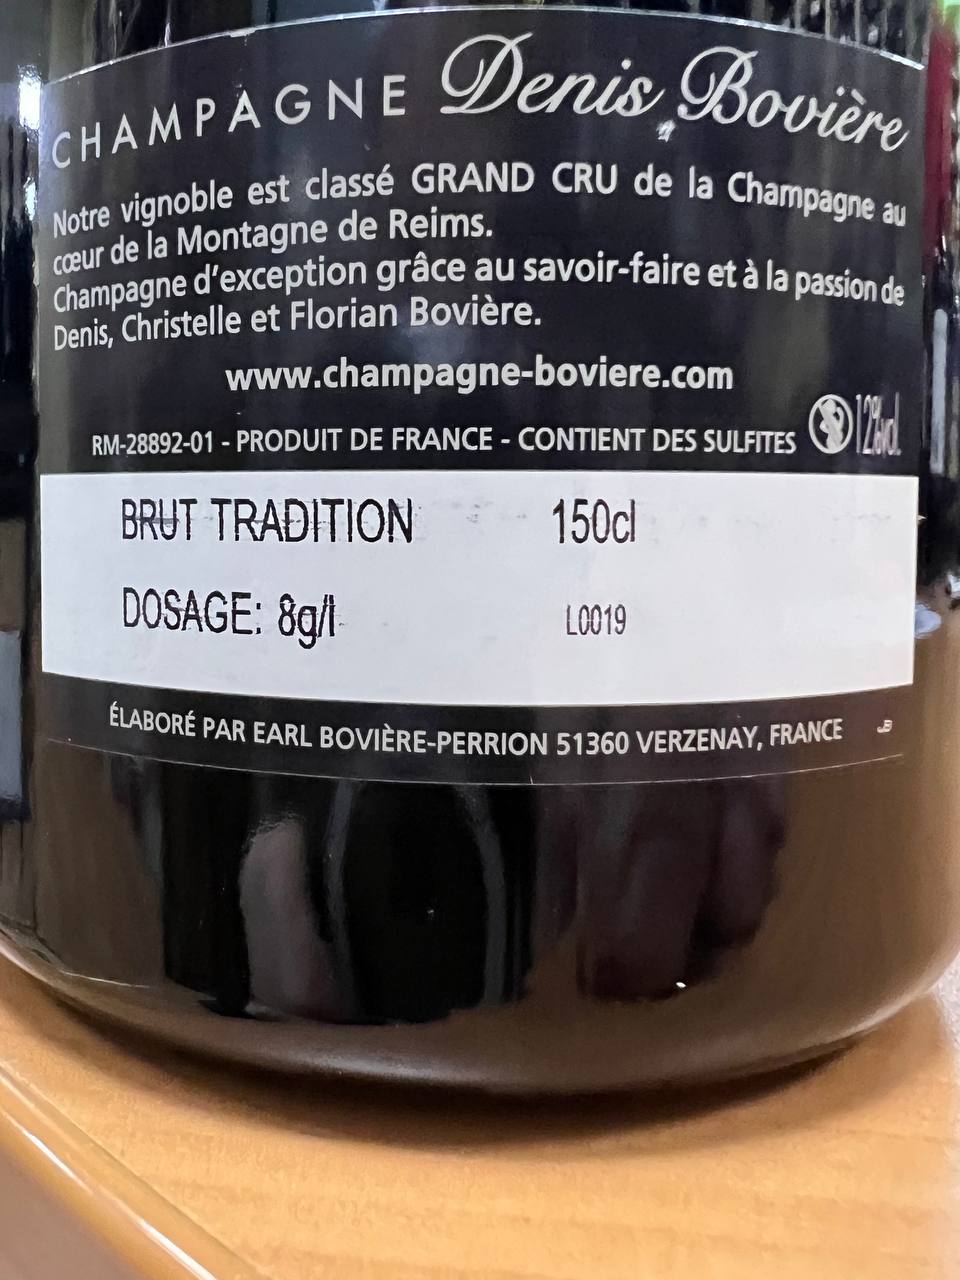 CHAMPAGNE Denis Bovière
Notre vignoble est classé GRAND CRU de la Champagne au
cœur de la Montagne de Reims.
Champagne d'exception grâce au savoir-faire et à la passion de
Denis, Christelle et Florian Bovière.
www.champagne-boviere.com
RM-28892-01 - PRODUIT DE FRANCE - CONTIENT DES SULFITES 12%vol.
BRUT TRADITION 150cl
DOSAGE: 8g/l L0019
ÉLABORÉ PAR EARL BOVIÈRE-PERRION 51360 VERZENAY, FRANCE